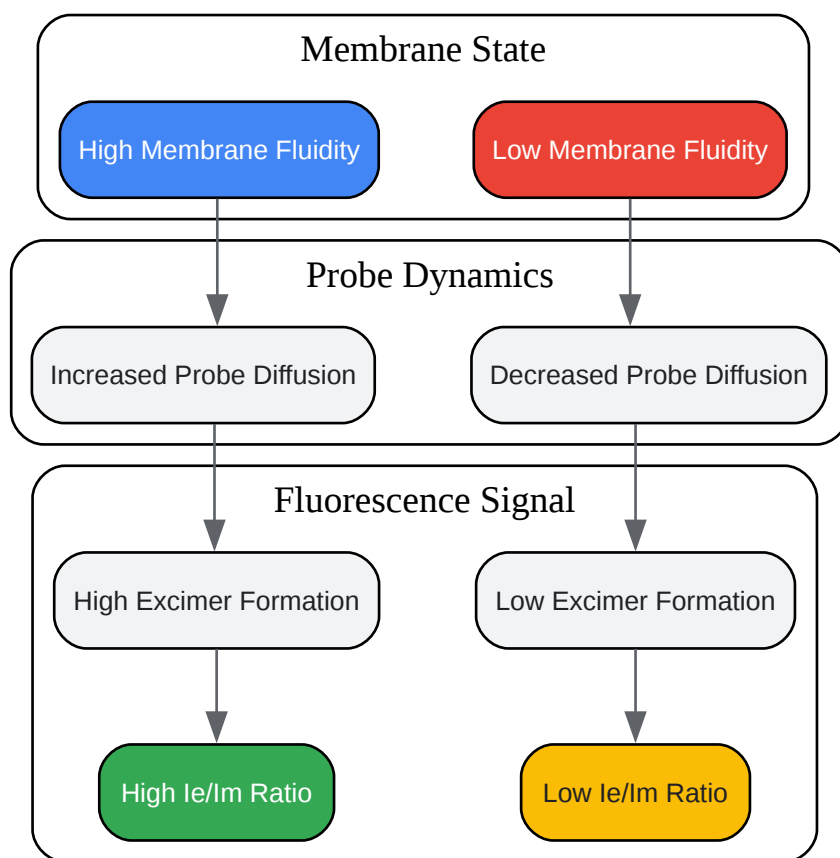 Membrane State
High Membrane Fluidity
Low Membrane Fluidity
Probe Dynamics
Increased Probe Diffusion
Decreased Probe Diffusion
Fluorescence Signal
High Excimer Formation
Low Excimer Formation
High Ie/Im Ratio
Low Ie/Im Ratio